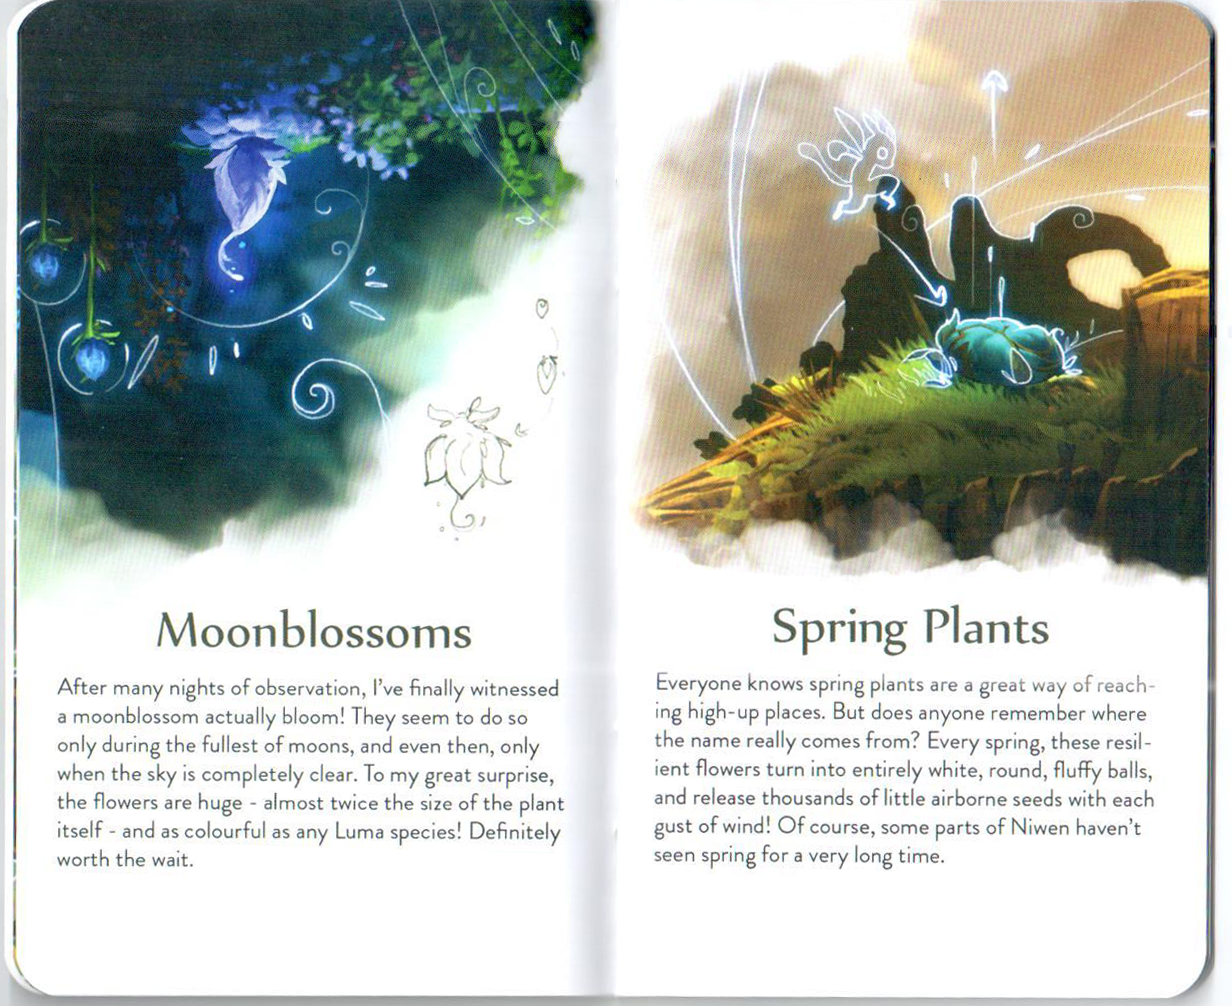 Moonblossoms
After many nights of observation, I've finally witnessed
a moonblossom actually bloom! They seem to do so
only during the fullest of moons, and even then, only
when the sky is completely clear. To my great surprise,
the flowers are huge - almost twice the size of the plant
itself - and as colourful as any Luma species! Definitely
worth the wait.
Spring Plants
Everyone knows spring plants are a great way of reach-
ing high-up places. But does anyone remember where
the name really comes from? Every spring, these resil-
ient flowers turn into entirely white, round, fluffy balls,
and release thousands of little airborne seeds with each
gust of wind! Of course, some parts of Niwen haven't
seen spring for a very long time.